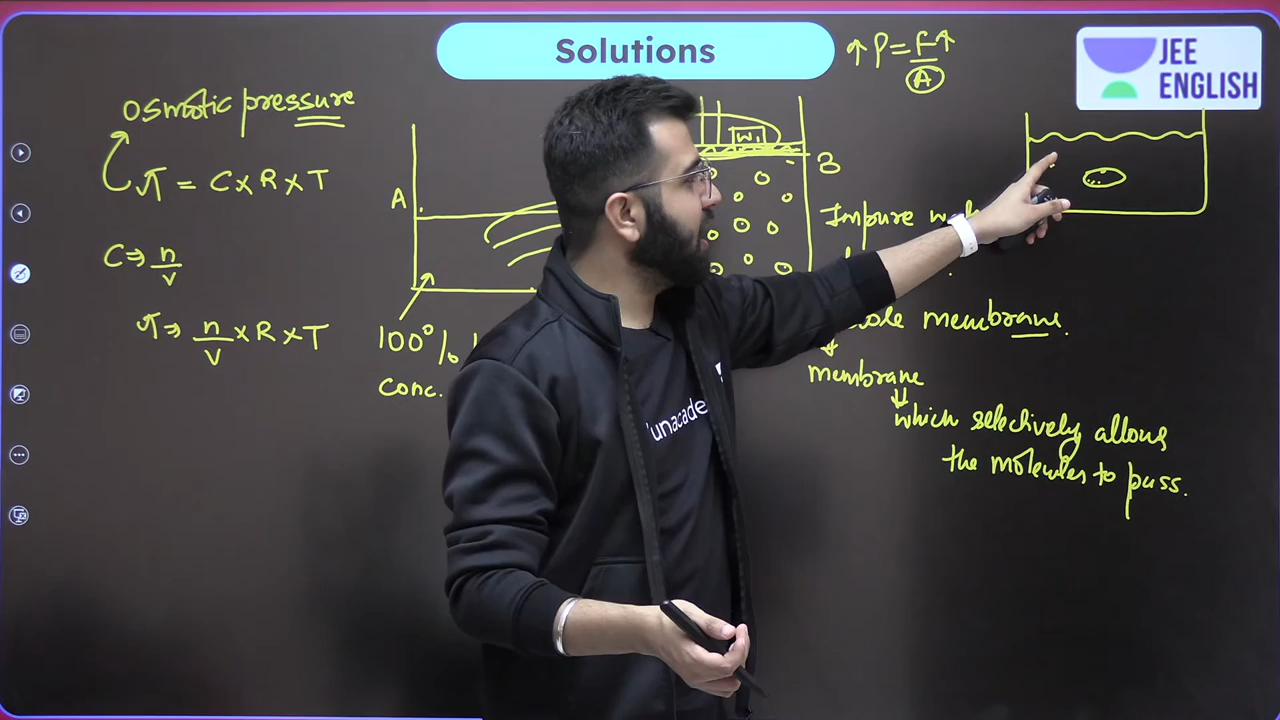 Solutions
↑ P = F↑
A
JEE
ENGLISH
osmotic pressure
π = C × R × T
C ⇒ n
v
π ⇒ n × R × T
v
A
W₁
B
Impure
100%
conc.
membrane.
membrane
which selectively allows
the molecules to pass.
unacade